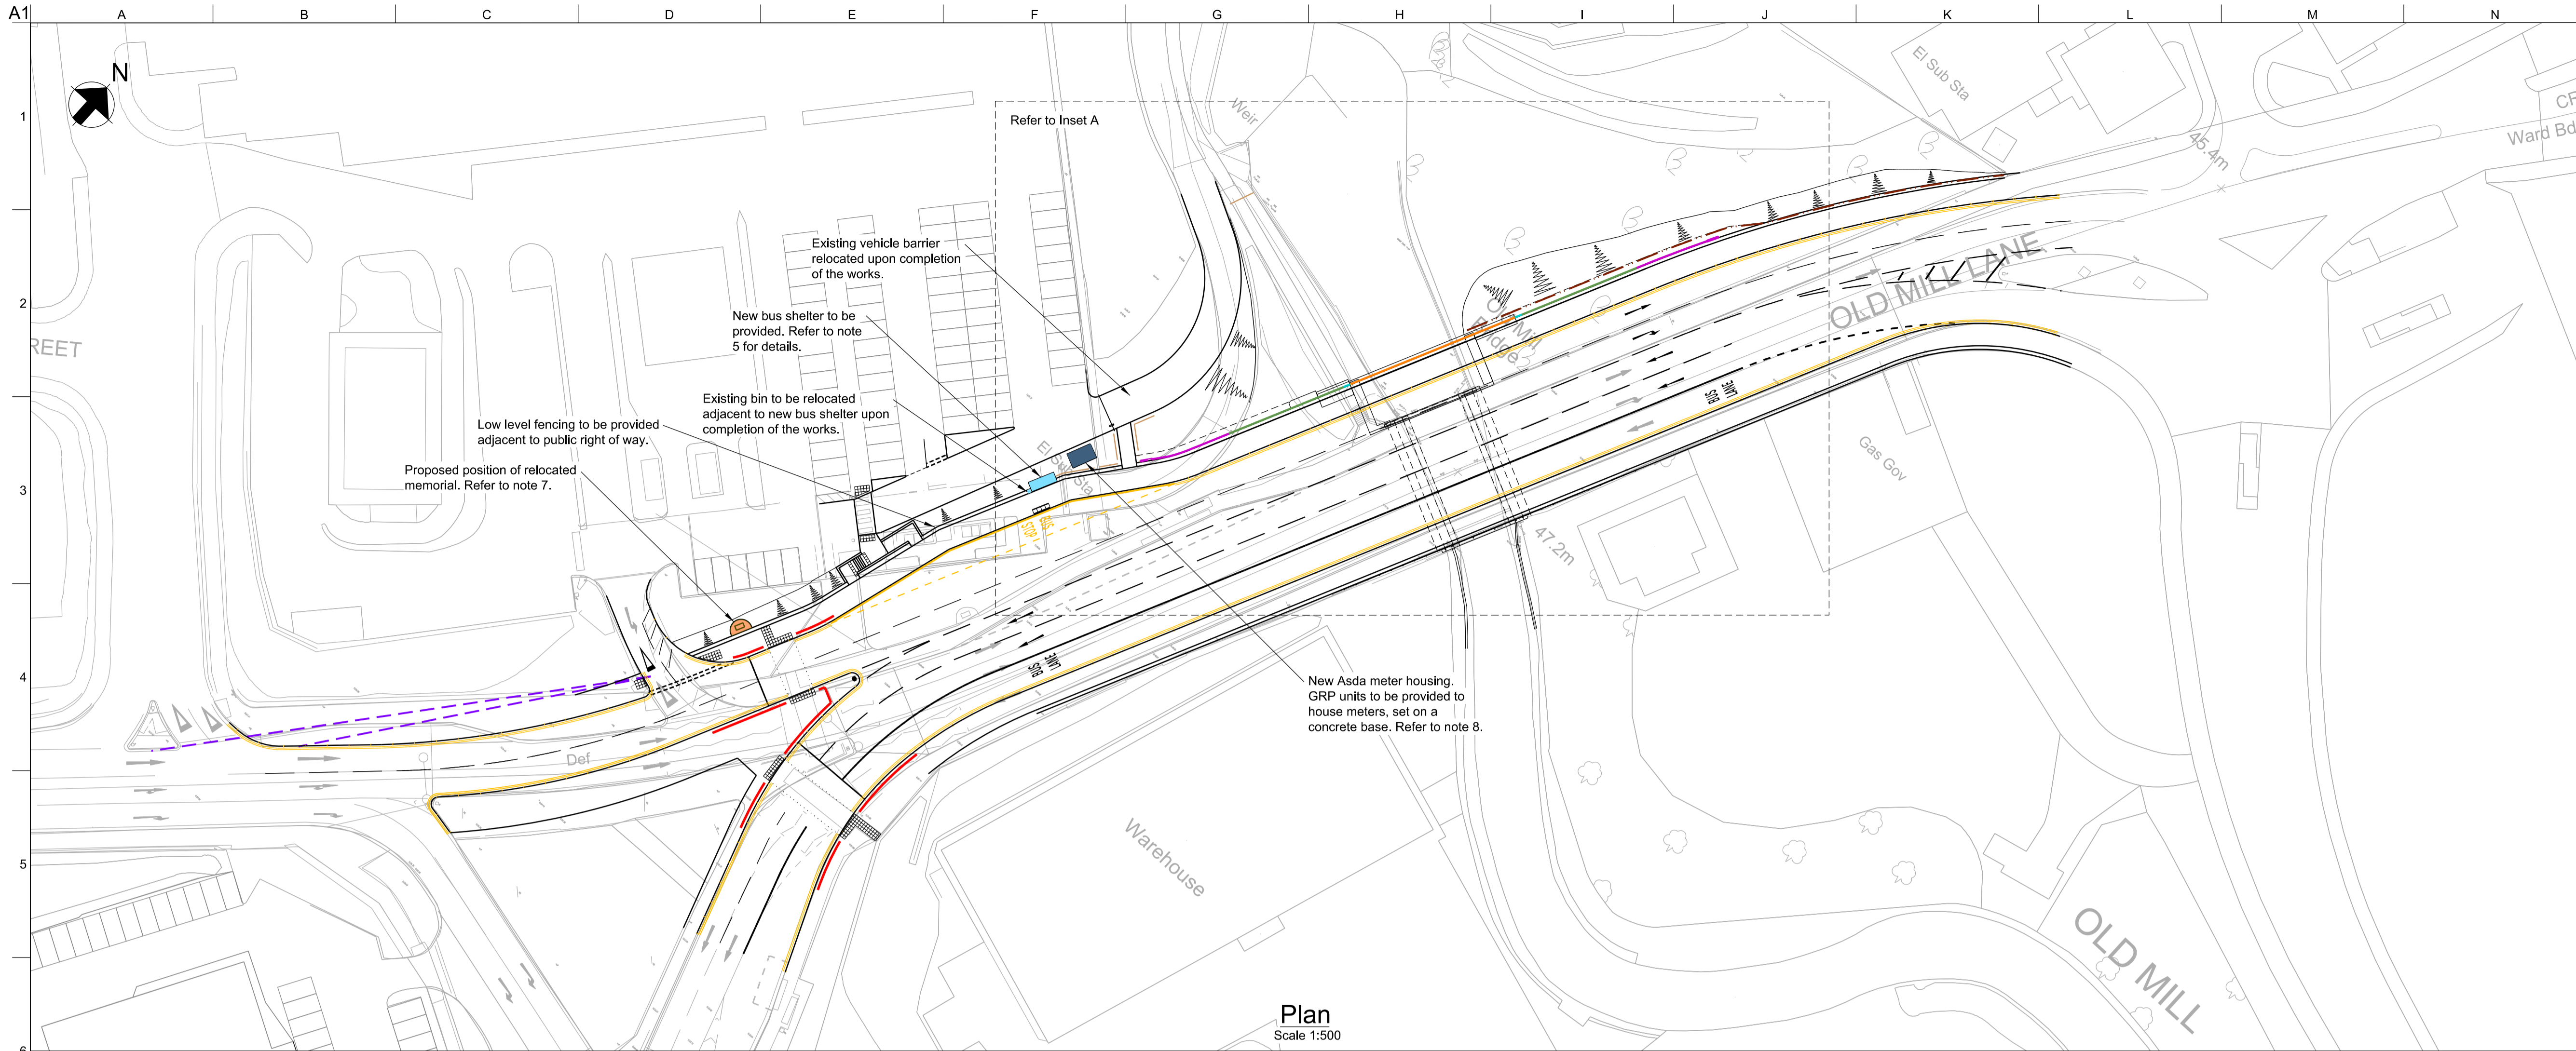 A1
A B C D E F G H I J K L M N
N
1
2
3
4
5
6
El Sub Sta
Weir
Refer to Inset A
Ward Bd
45.4m
Existing vehicle barrier
relocated upon completion
of the works.
OLD MILL LANE
New bus shelter to be
provided. Refer to note
5 for details.
Old Mill
Bridge
REET
Existing bin to be relocated
adjacent to new bus shelter upon
completion of the works.
BUS
LANE
Low level fencing to be provided
adjacent to public right of way.
El Sub Sta
Gas Gov
Proposed position of relocated
memorial. Refer to note 7.
BUS
STOP
47.2m
BUS
LANE
New Asda meter housing.
GRP units to be provided to
house meters, set on a
concrete base. Refer to note 8.
Def
Warehouse
OLD MILL
Plan
Scale 1:500